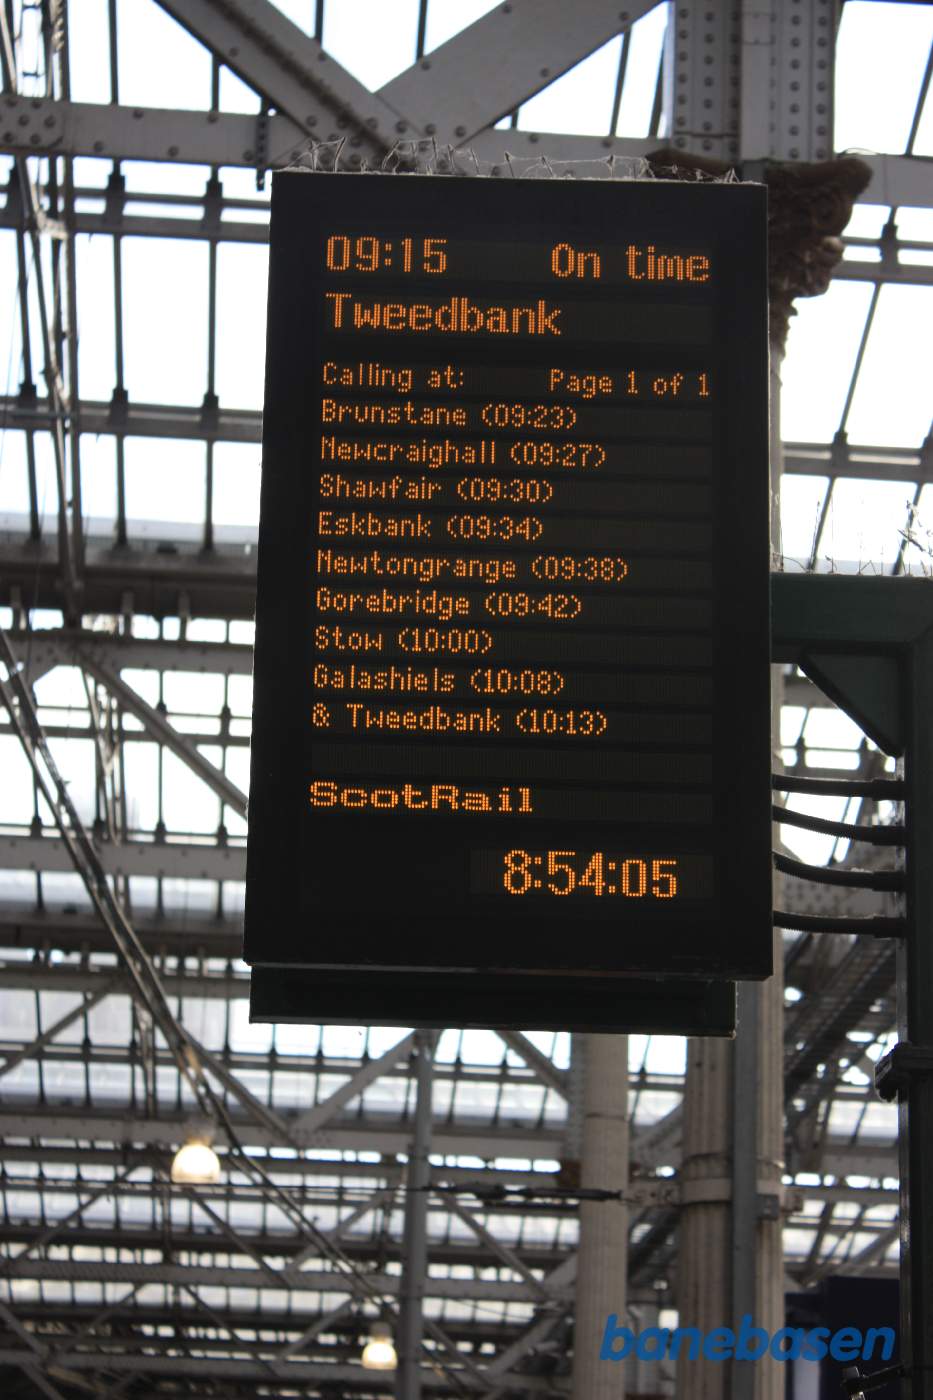 09:15 On time
Tweedbank
Calling at: Page 1 of 1
Brunstane (09:23)
Newcraighall (09:27)
Shawfair (09:30)
Eskbank (09:34)
Newtongrange (09:38)
Gorebridge (09:42)
Stow (10:00)
Galashiels (10:08)
& Tweedbank (10:13)
ScotRail
8:54:05
banebasen